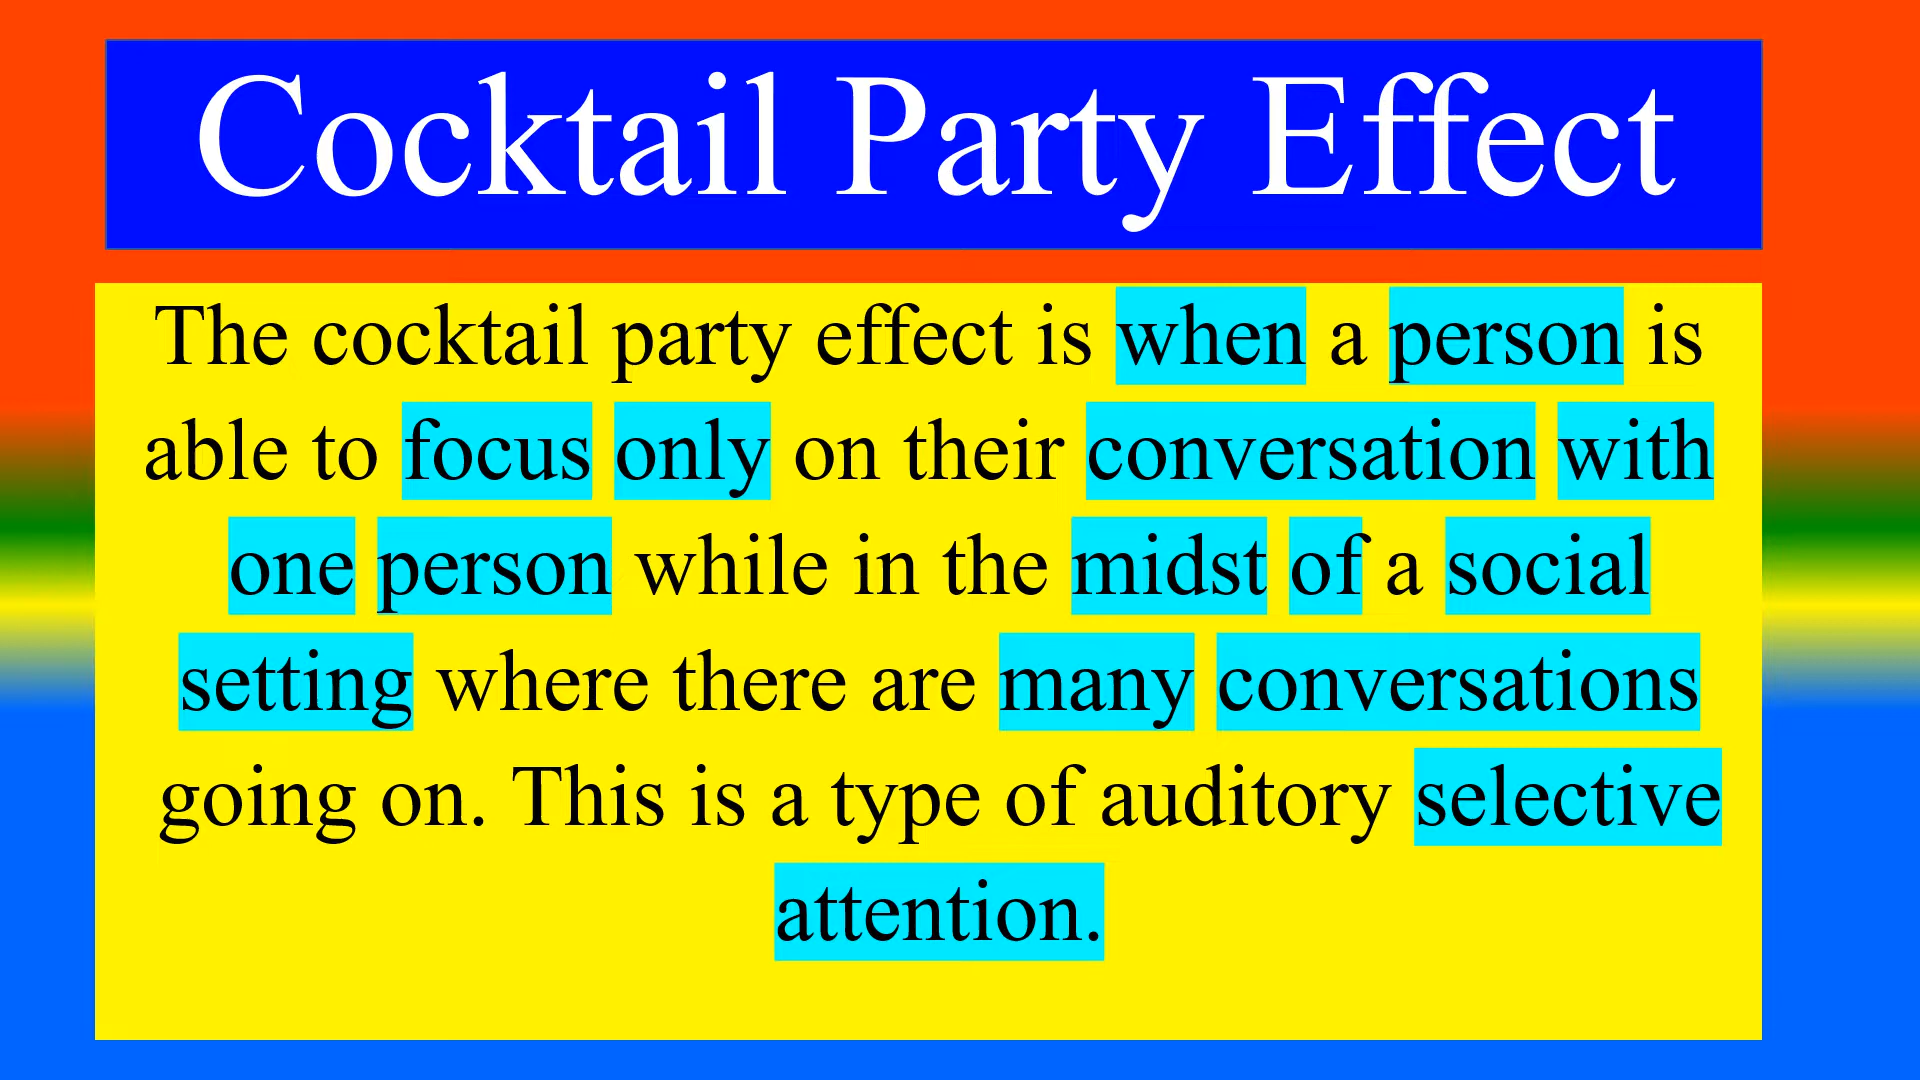 Cocktail Party Effect
The cocktail party effect is when a person is
able to focus only on their conversation with
one person while in the midst of a social
setting where there are many conversations
going on. This is a type of auditory selective
attention.